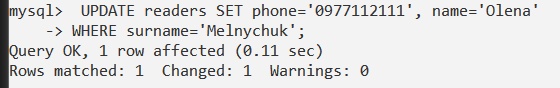 mysql>  UPDATE readers SET phone='0977112111', name='Olena'
    -> WHERE surname='Melnychuk';
Query OK, 1 row affected (0.11 sec)
Rows matched: 1  Changed: 1  Warnings: 0